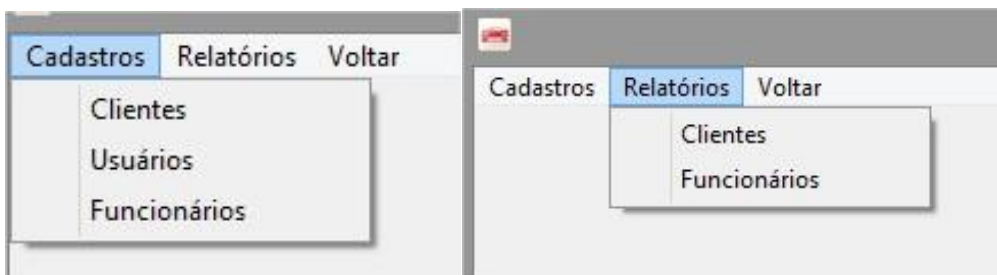 Cadastros Relatórios Voltar
Clientes
Usuários
Funcionários
Cadastros Relatórios Voltar
Clientes
Funcionários